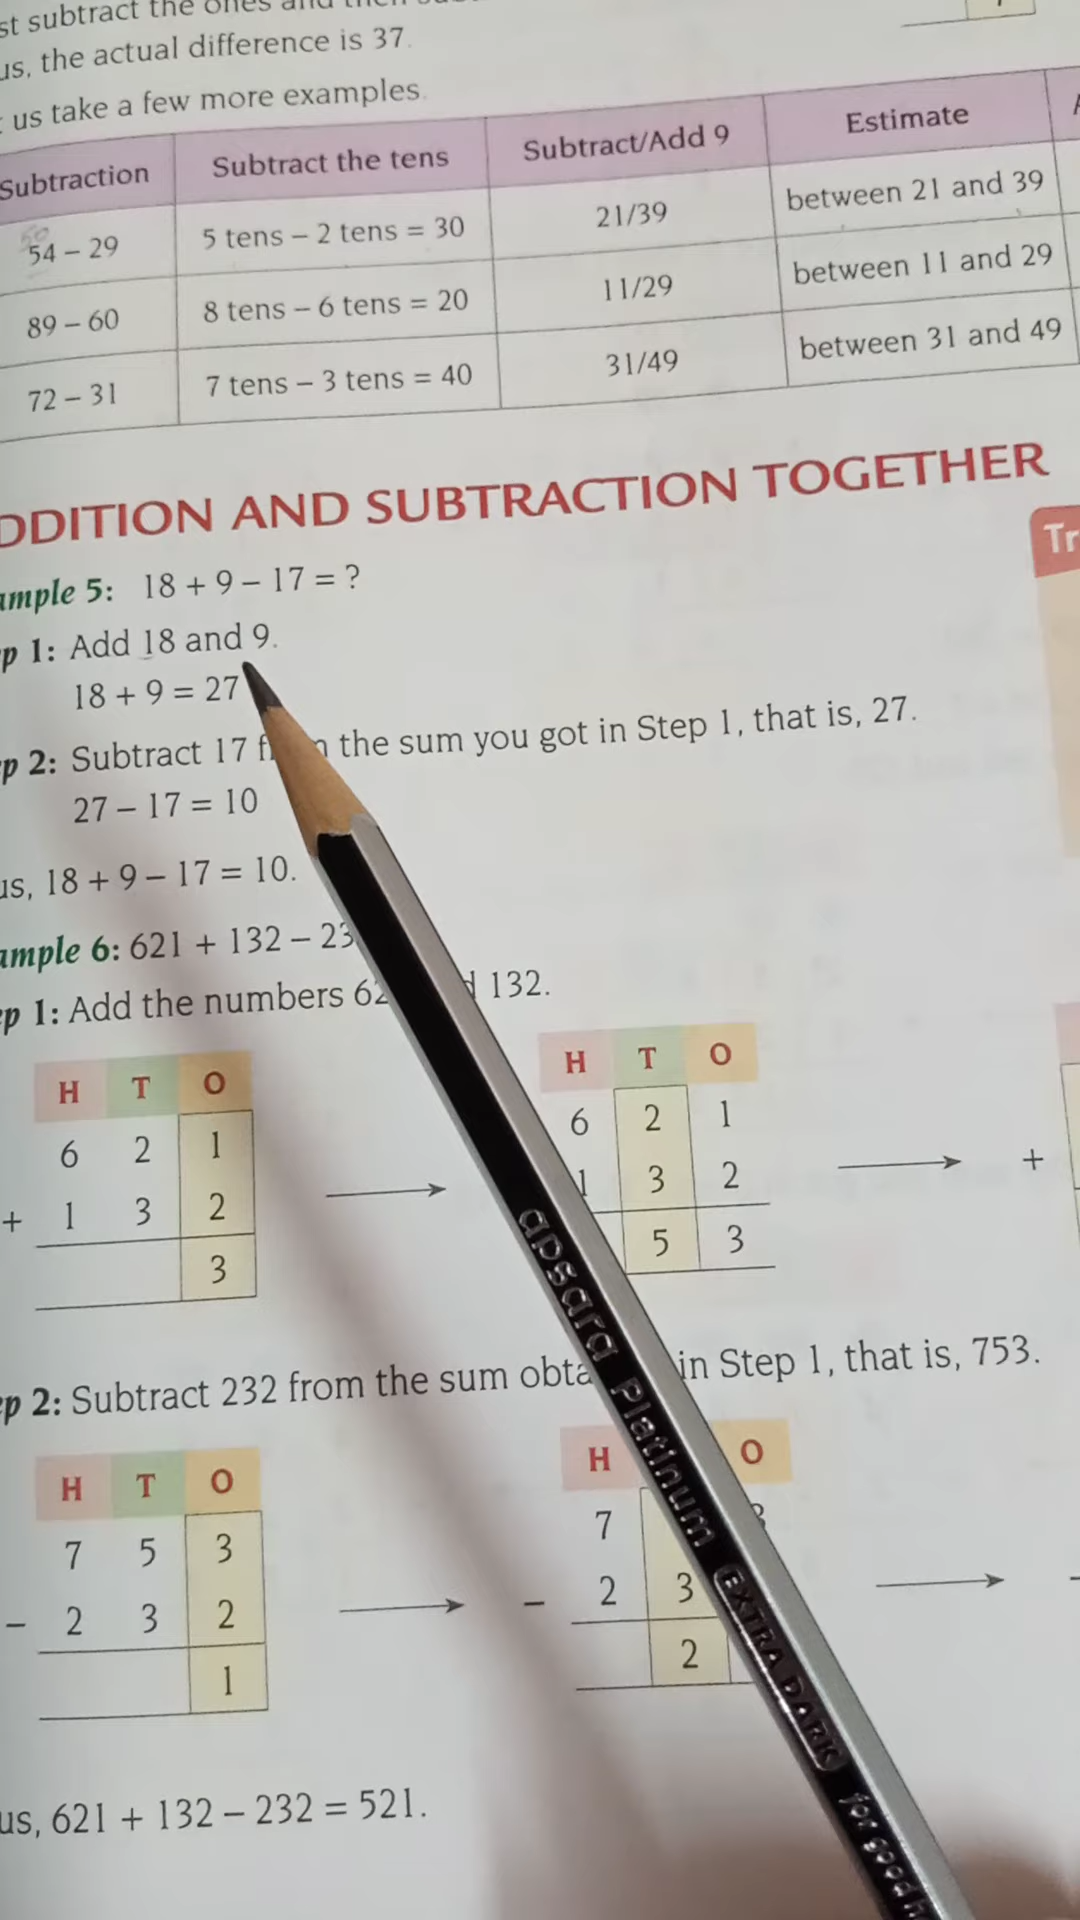 st subtract the ones and then
us, the actual difference is 37.
us take a few more examples.
Subtraction Subtract the tens Subtract/Add 9 Estimate
50
54 – 29 5 tens – 2 tens = 30 21/39 between 21 and 39
89 – 60 8 tens – 6 tens = 20 11/29 between 11 and 29
72 – 31 7 tens – 3 tens = 40 31/49 between 31 and 49
DDITION AND SUBTRACTION TOGETHER
Tr
ample 5: 18 + 9 – 17 = ?
p 1: Add 18 and 9.
18 + 9 = 27
p 2: Subtract 17 the sum you got in Step 1, that is, 27.
27 – 17 = 10
us, 18 + 9 – 17 = 10.
ample 6: 621 + 132 – 23
p 1: Add the numbers 62 d 132.
H T O H T O
6 2 1 6 2 1
+ 1 3 2 1 3 2 +
3 5 3
p 2: Subtract 232 from the sum obta in Step 1, that is, 753.
H T O H O
7 5 3 7 3
– 2 3 2 – 2 3 –
1 2
us, 621 + 132 – 232 = 521.
apsara Platinum EXTRA DARK for good h